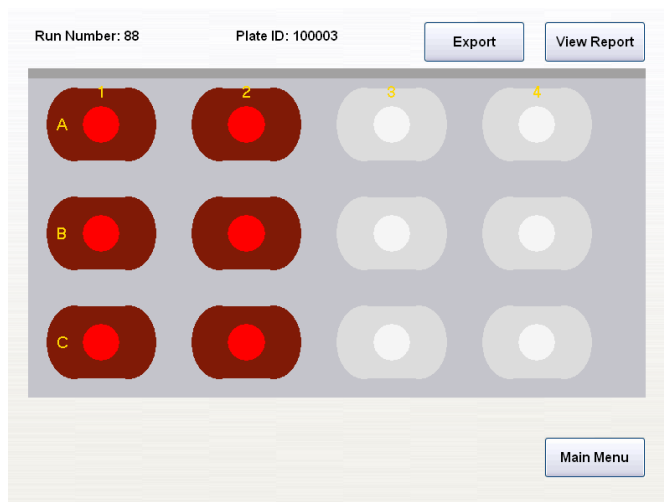 Run Number: 88 Plate ID: 100003 Export View Report
1 2 3 4
A
B
C
Main Menu